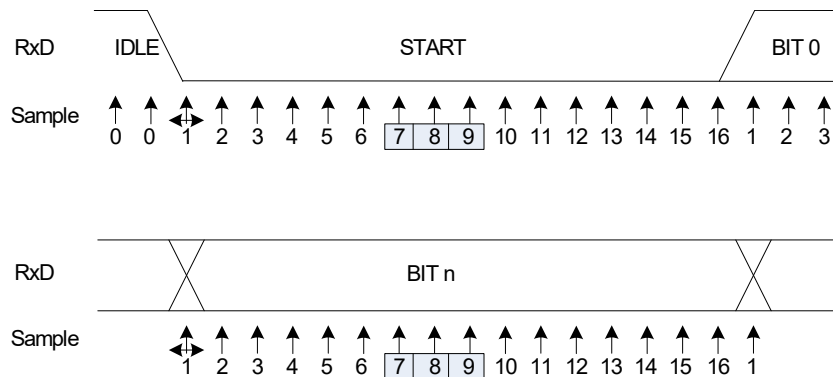 RxD IDLE START BIT 0
Sample
0 0 1 2 3 4 5 6 7 8 9 10 11 12 13 14 15 16 1 2 3
RxD BIT n
Sample
1 2 3 4 5 6 7 8 9 10 11 12 13 14 15 16 1